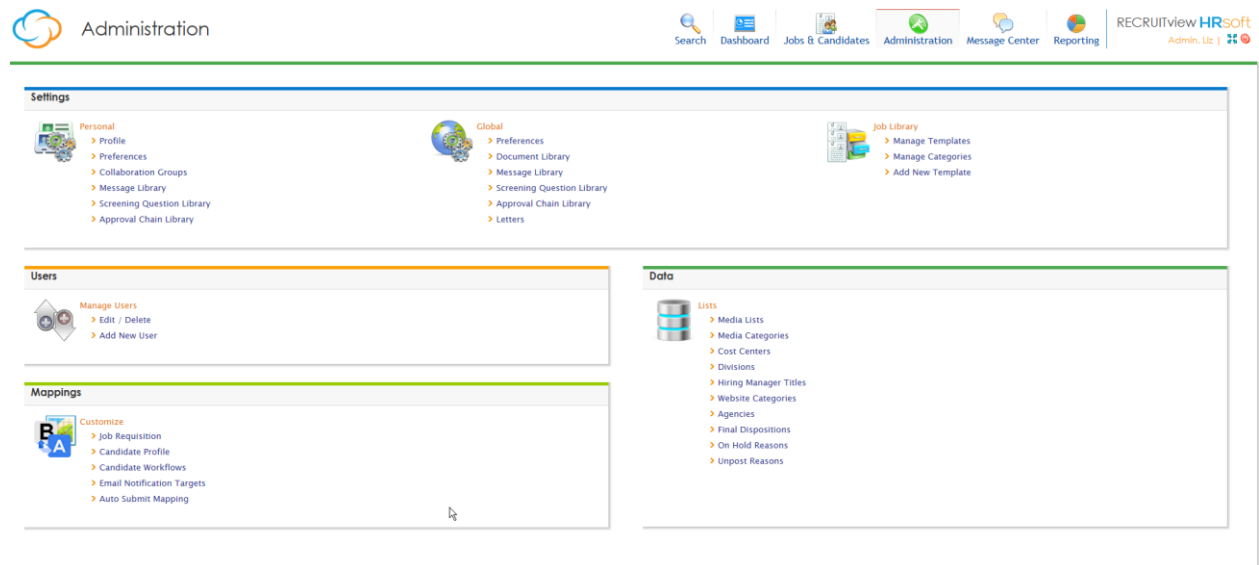 Administration
Search
Dashboard
Jobs & Candidates
Administration
Message Center
Reporting
RECRUITview HRsoft
Admin, Liz |
Settings
Personal
Profile
Preferences
Collaboration Groups
Message Library
Screening Question Library
Approval Chain Library
Global
Preferences
Document Library
Message Library
Screening Question Library
Approval Chain Library
Letters
Job Library
Manage Templates
Manage Categories
Add New Template
Users
Manage Users
Edit / Delete
Add New User
Mappings
B
A
Customize
Job Requisition
Candidate Profile
Candidate Workflows
Email Notification Targets
Auto Submit Mapping
Data
Lists
Media Lists
Media Categories
Cost Centers
Divisions
Hiring Manager Titles
Website Categories
Agencies
Final Dispositions
On Hold Reasons
Unpost Reasons